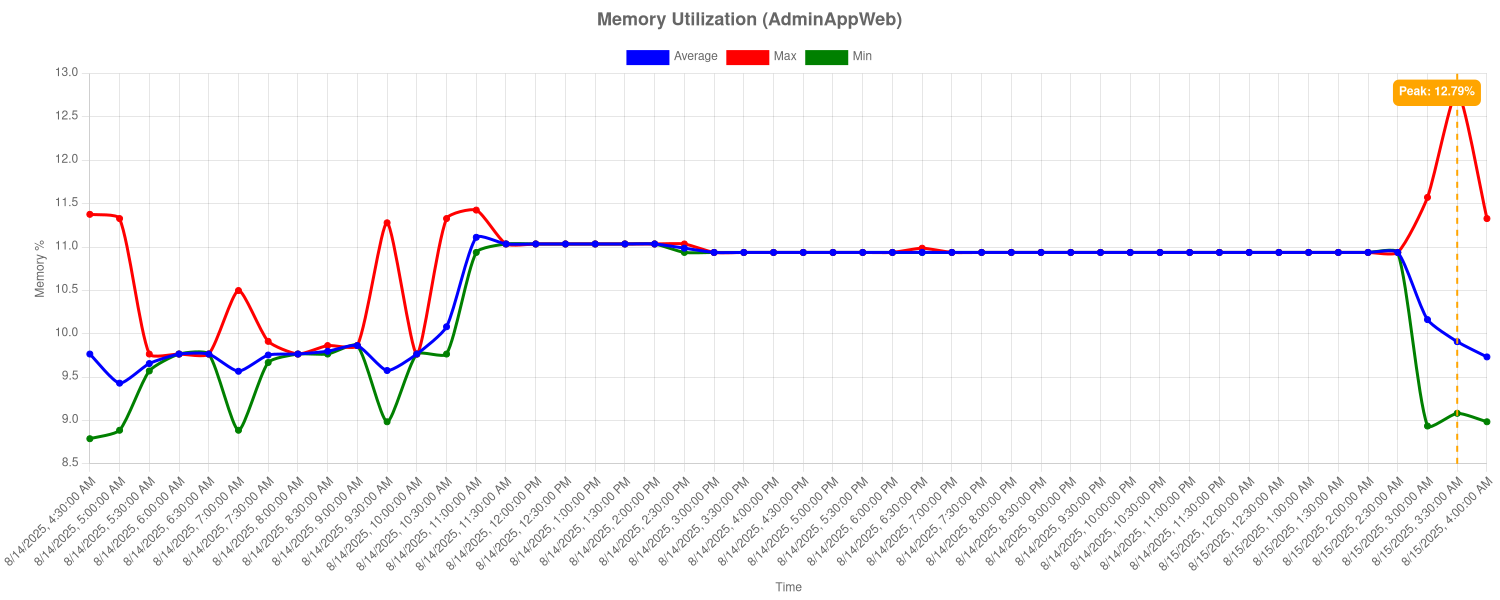 Memory Utilization (AdminAppWeb)
Average Max Min
Peak: 12.79%
13.0
12.5
12.0
11.5
11.0
10.5
10.0
9.5
9.0
8.5
Memory %
8/14/2025, 4:30:00 AM
8/14/2025, 5:00:00 AM
8/14/2025, 5:30:00 AM
8/14/2025, 6:00:00 AM
8/14/2025, 6:30:00 AM
8/14/2025, 7:00:00 AM
8/14/2025, 7:30:00 AM
8/14/2025, 8:00:00 AM
8/14/2025, 8:30:00 AM
8/14/2025, 9:00:00 AM
8/14/2025, 9:30:00 AM
8/14/2025, 10:00:00 AM
8/14/2025, 10:30:00 AM
8/14/2025, 11:00:00 AM
8/14/2025, 11:30:00 AM
8/14/2025, 12:00:00 PM
8/14/2025, 12:30:00 PM
8/14/2025, 1:00:00 PM
8/14/2025, 1:30:00 PM
8/14/2025, 2:00:00 PM
8/14/2025, 2:30:00 PM
8/14/2025, 3:00:00 PM
8/14/2025, 3:30:00 PM
8/14/2025, 4:00:00 PM
8/14/2025, 4:30:00 PM
8/14/2025, 5:00:00 PM
8/14/2025, 5:30:00 PM
8/14/2025, 6:00:00 PM
8/14/2025, 6:30:00 PM
8/14/2025, 7:00:00 PM
8/14/2025, 7:30:00 PM
8/14/2025, 8:00:00 PM
8/14/2025, 8:30:00 PM
8/14/2025, 9:00:00 PM
8/14/2025, 9:30:00 PM
8/14/2025, 10:00:00 PM
8/14/2025, 10:30:00 PM
8/14/2025, 11:00:00 PM
8/14/2025, 11:30:00 PM
8/15/2025, 12:00:00 AM
8/15/2025, 12:30:00 AM
8/15/2025, 1:00:00 AM
8/15/2025, 1:30:00 AM
8/15/2025, 2:00:00 AM
8/15/2025, 2:30:00 AM
8/15/2025, 3:00:00 AM
8/15/2025, 3:30:00 AM
8/15/2025, 4:00:00 AM
Time